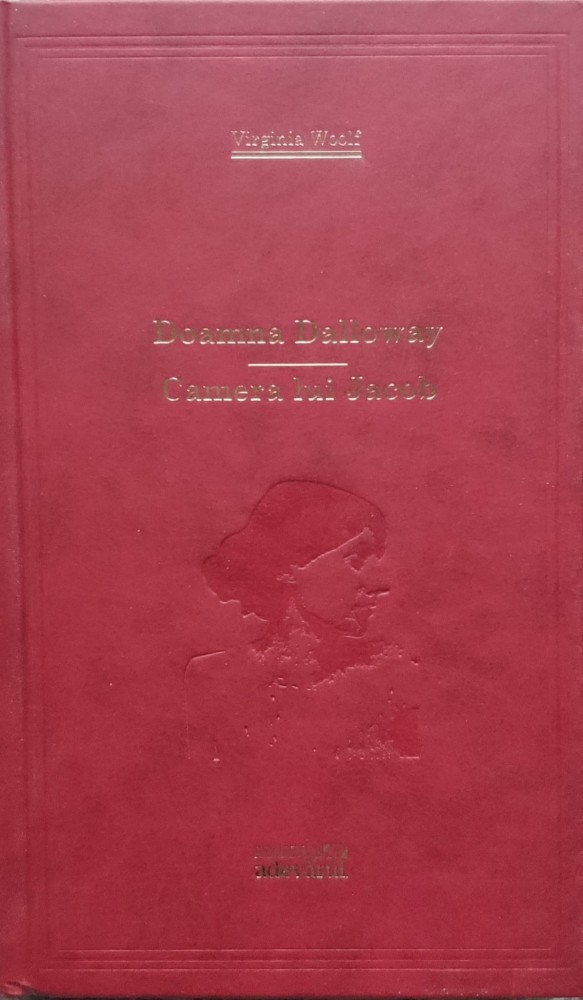 Virginia Woolf
Doamna Dalloway
Camera lui Jacob
adevărul